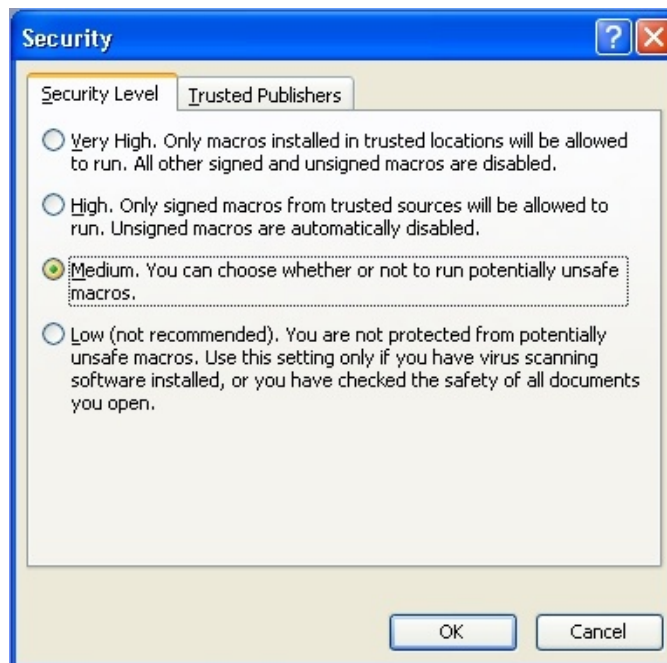 Security
Security Level
Trusted Publishers
Very High. Only macros installed in trusted locations will be allowed
to run. All other signed and unsigned macros are disabled.
High. Only signed macros from trusted sources will be allowed to
run. Unsigned macros are automatically disabled.
Medium. You can choose whether or not to run potentially unsafe
macros.
Low (not recommended). You are not protected from potentially
unsafe macros. Use this setting only if you have virus scanning
software installed, or you have checked the safety of all documents
you open.
OK
Cancel